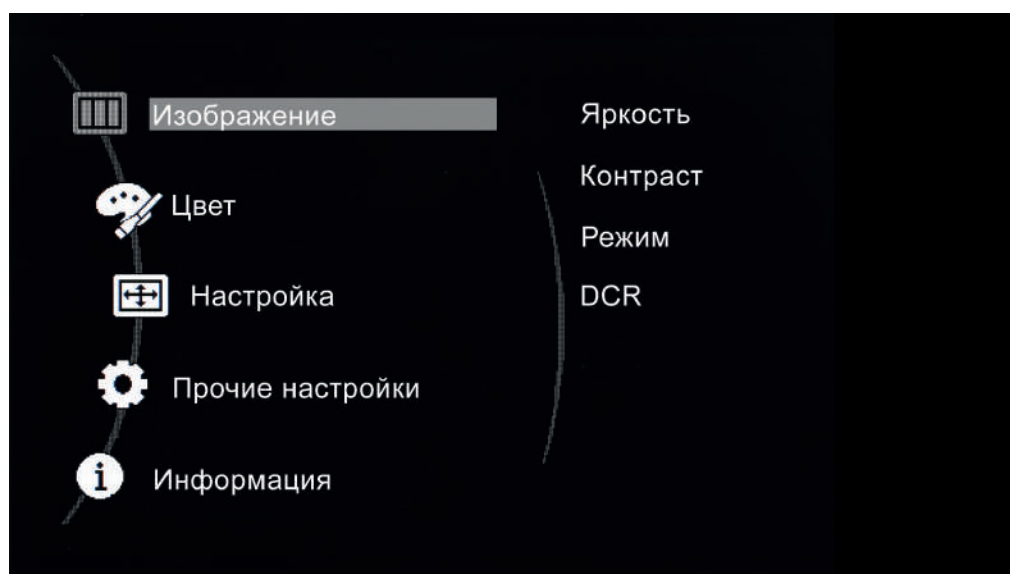 Изображение
Цвет
Настройка
Прочие настройки
Информация
Яркость
Контраст
Режим
DCR